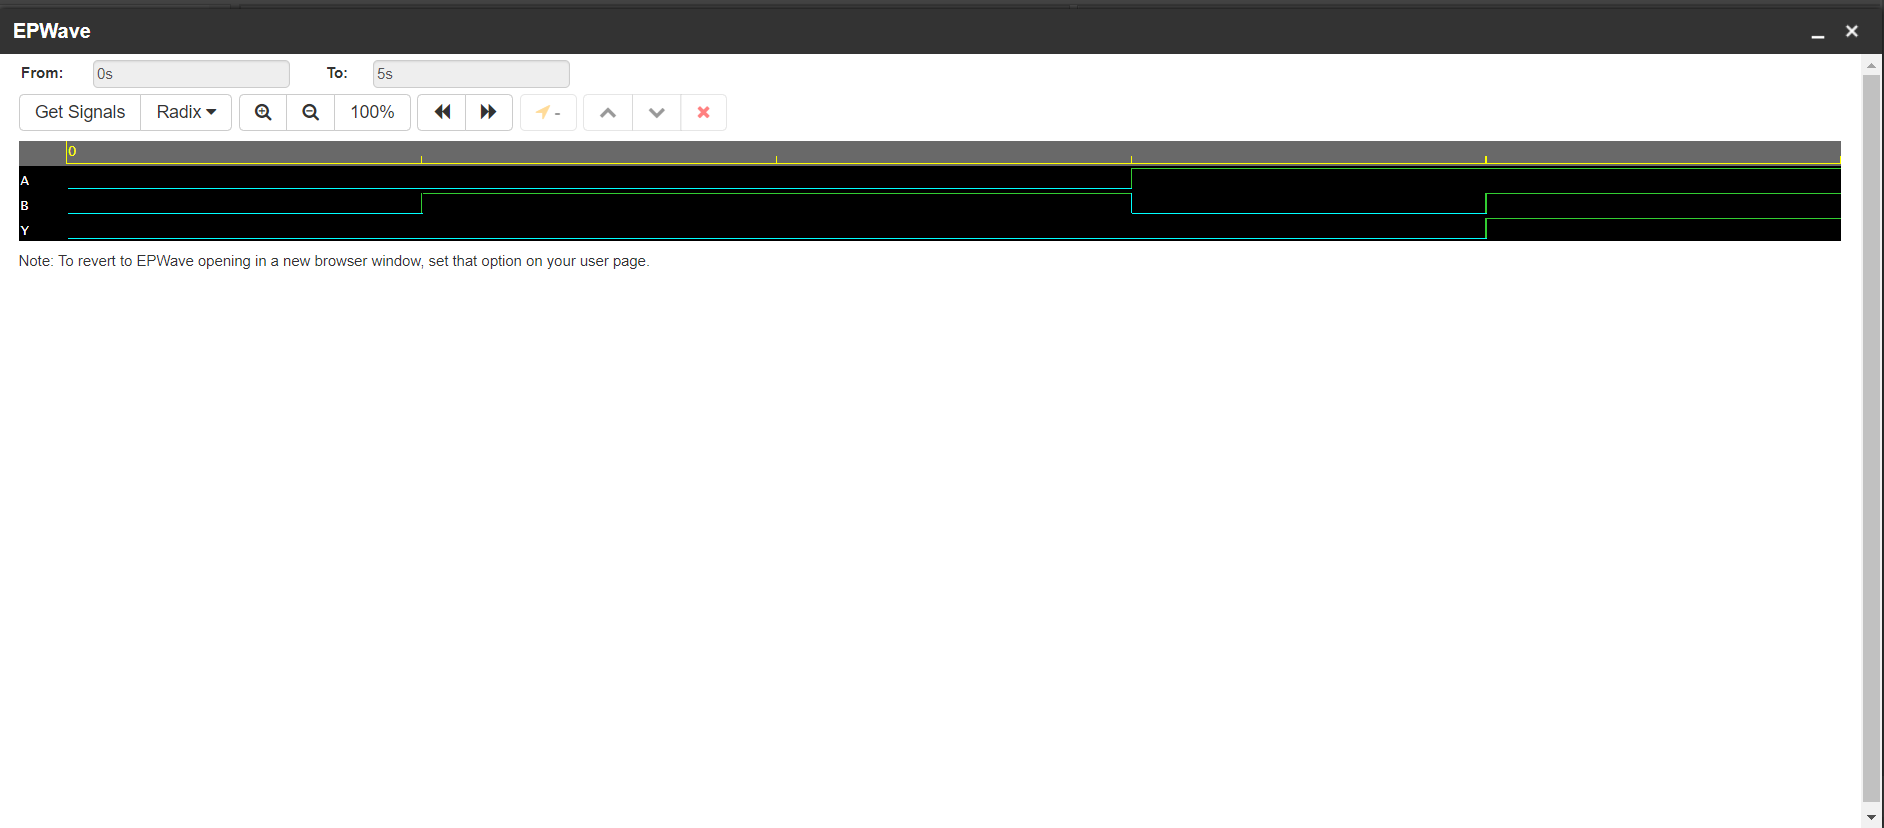 EPWave
From: 0s To: 5s
Get Signals Radix 100% -
0
A
B
Y
Note: To revert to EPWave opening in a new browser window, set that option on your user page.